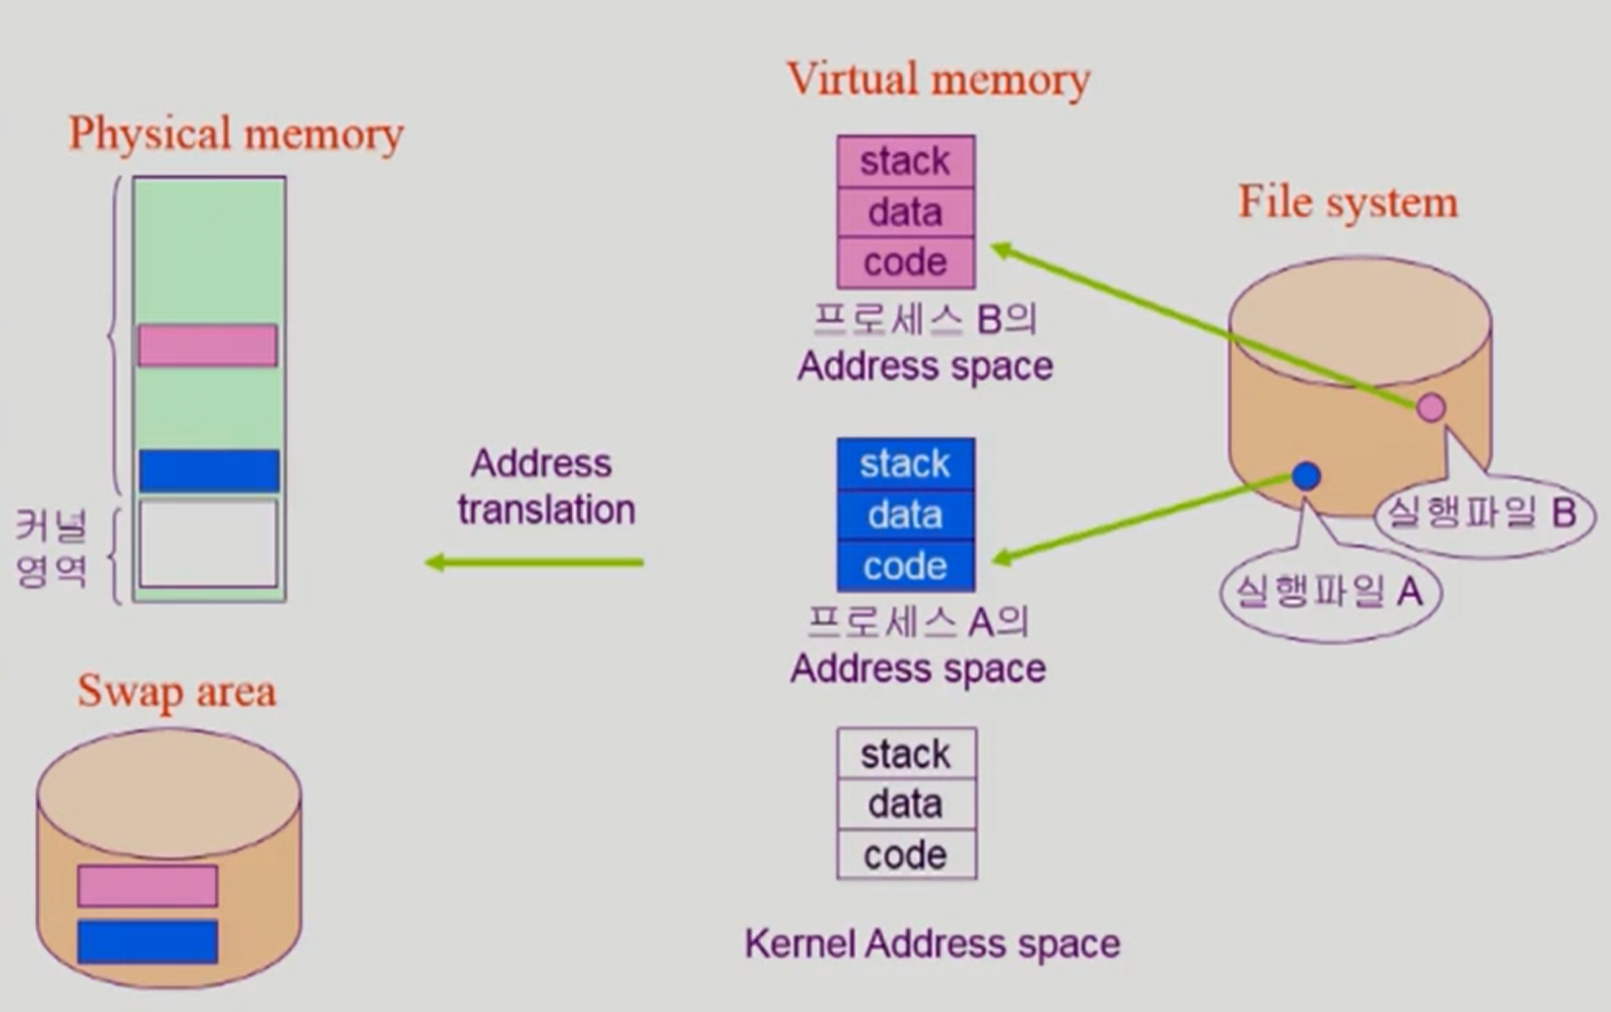 Virtual memory
Physical memory
stack
data
code
프로세스 B의
Address space
File system
실행파일 B
실행파일 A
stack
data
code
프로세스 A의
Address space
Address
translation
커널
영역
Swap area
stack
data
code
Kernel Address space